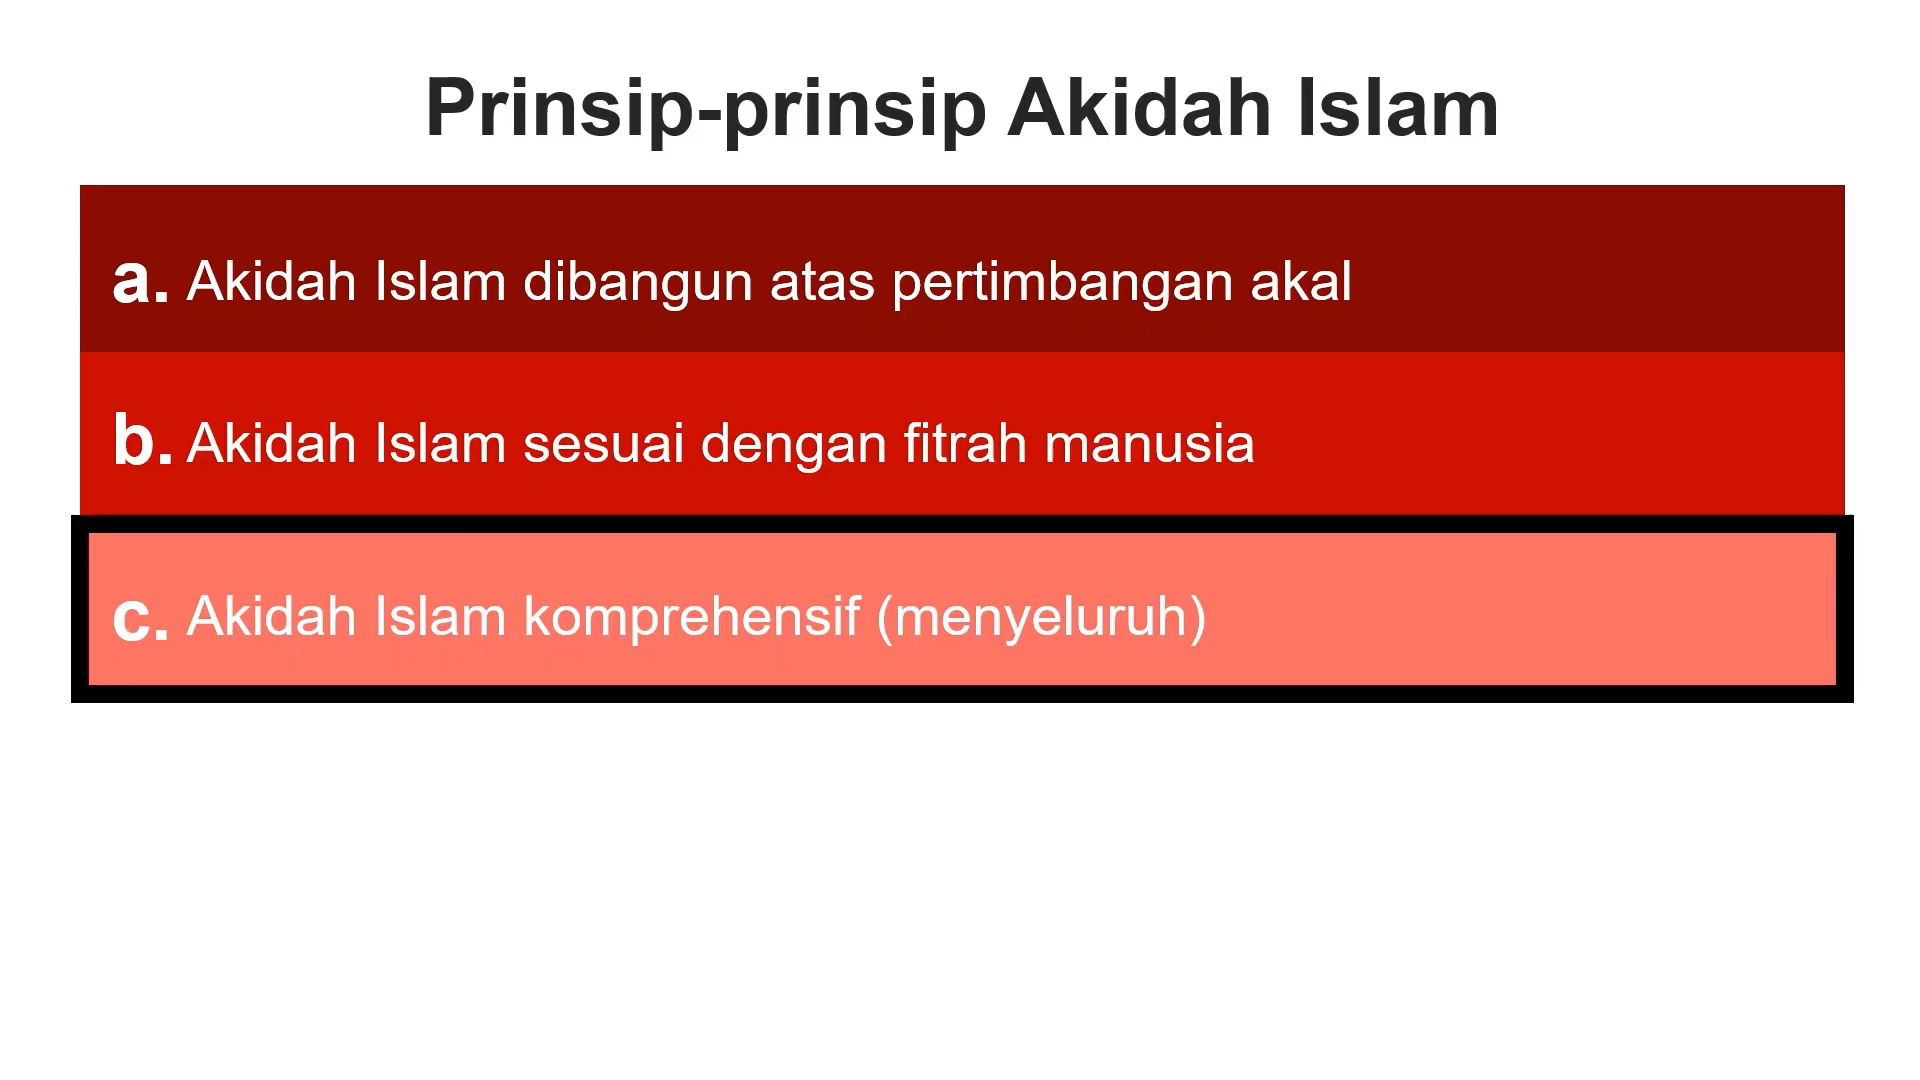 Prinsip-prinsip Akidah Islam
a. Akidah Islam dibangun atas pertimbangan akal
b. Akidah Islam sesuai dengan fitrah manusia
c. Akidah Islam komprehensif (menyeluruh)